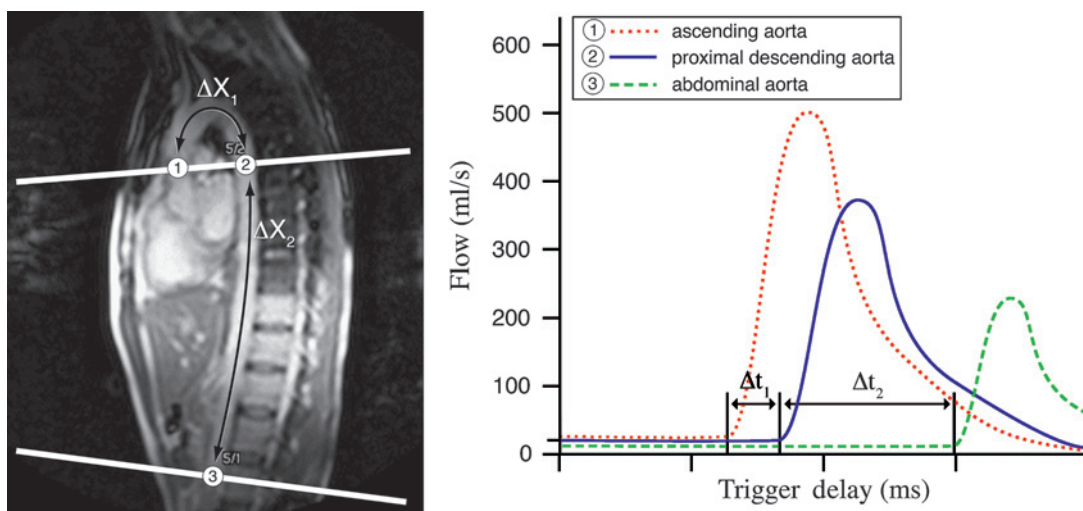 ΔX1
5/2
1
2
ΔX2
5/1
3
Flow (ml/s)
600
500
400
300
200
100
0
1 ascending aorta
2 proximal descending aorta
3 abdominal aorta
Δt1
Δt2
Trigger delay (ms)